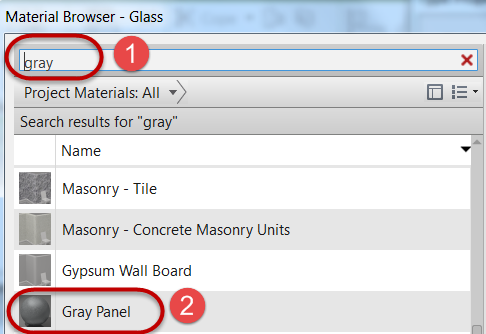 Material Browser - Glass
gray
1
Project Materials: All
Search results for "gray"
Name
Masonry - Tile
Masonry - Concrete Masonry Units
Gypsum Wall Board
Gray Panel
2